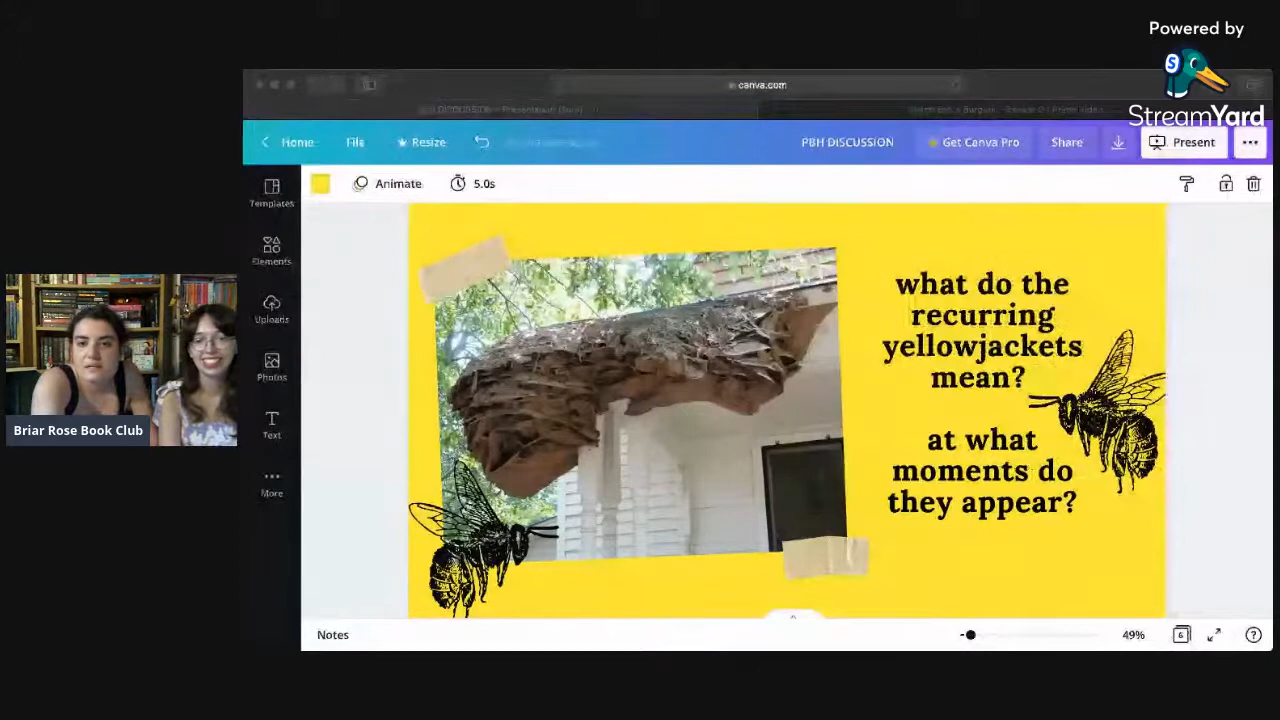 Powered by
StreamYard
canva.com
Home
File
Resize
PBH DISCUSSION
Get Canva Pro
Share
Present
Templates
Animate
5.0s
Elements
Uploads
Photos
Text
More
what do the
recurring
yellowjackets
mean?
at what
moments do
they appear?
Briar Rose Book Club
Notes
49%
6